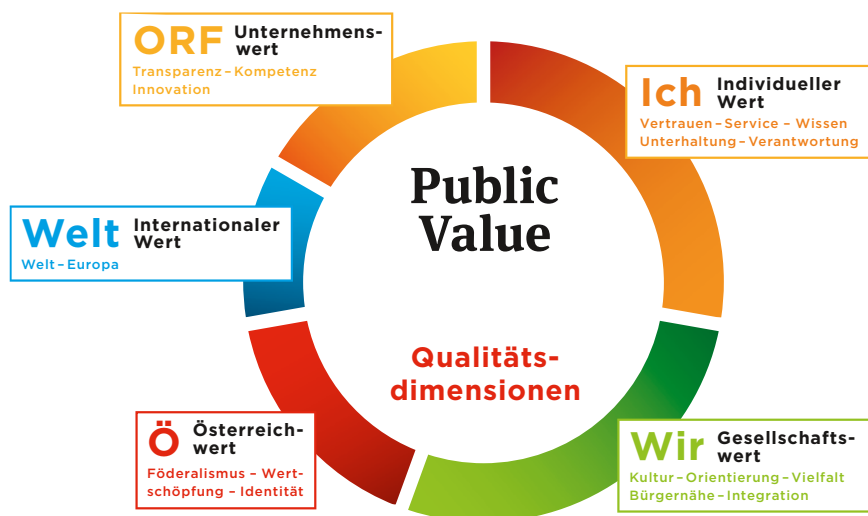 ORF Unternehmens-
wert
Transparenz – Kompetenz
Innovation
Ich Individueller
Wert
Vertrauen – Service – Wissen
Unterhaltung – Verantwortung
Public
Value
Welt Internationaler
Wert
Welt – Europa
Qualitäts-
dimensionen
Ö Österreich-
wert
Föderalismus – Wert-
schöpfung – Identität
Wir Gesellschafts-
wert
Kultur – Orientierung – Vielfalt
Bürgernähe – Integration